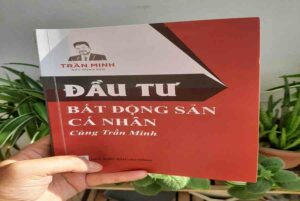 TRẦN MINH
ĐẦU TƯ
BẤT ĐỘNG SẢN
CÁ NHÂN
Cùng Trần Minh